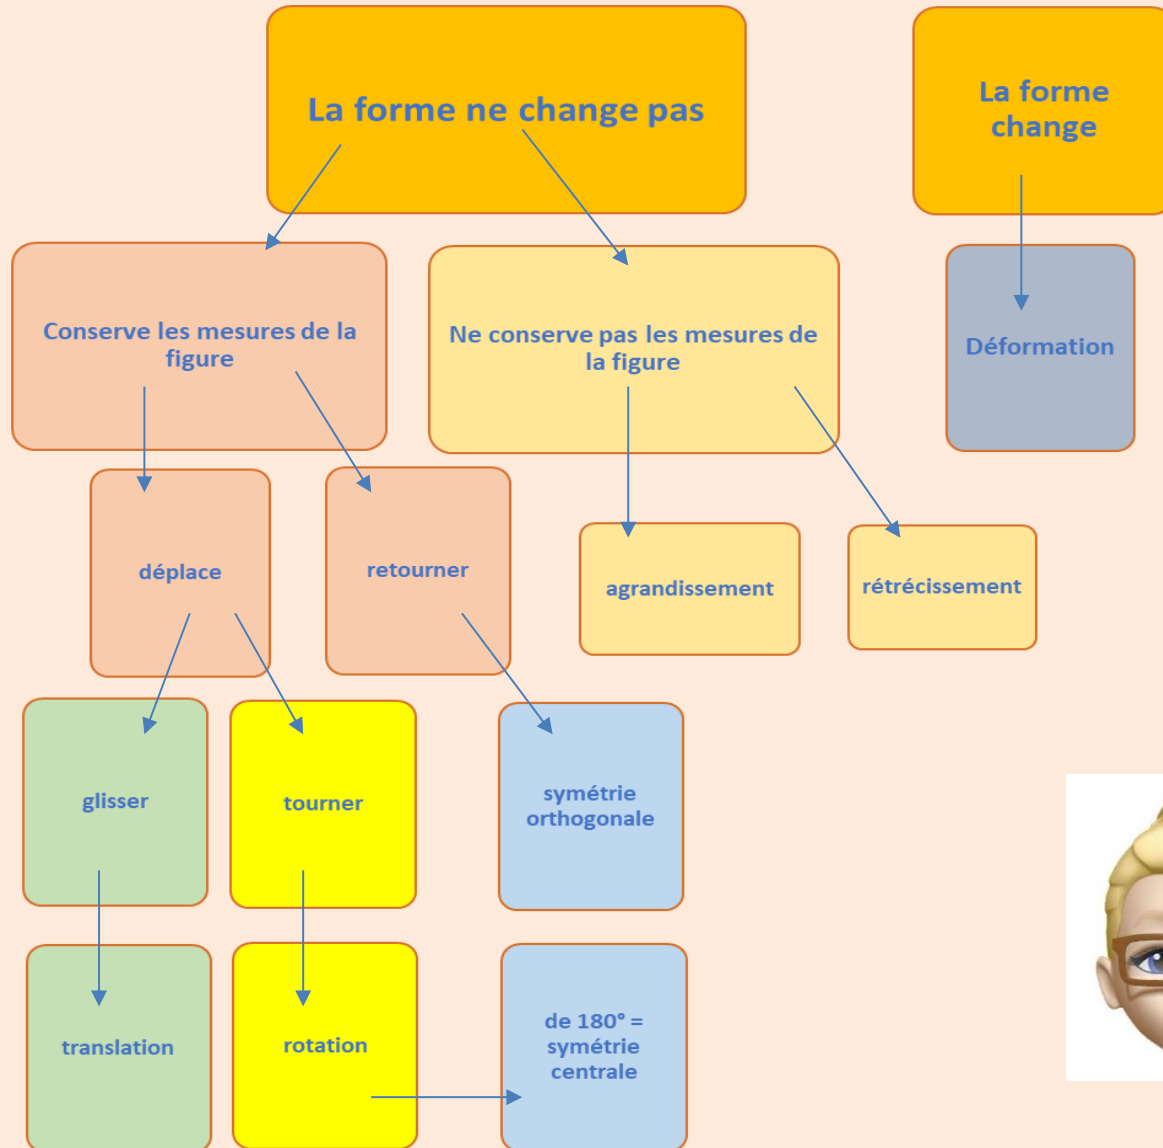 La forme ne change pas
La forme
change
Conserve les mesures de la
figure
Ne conserve pas les mesures de
la figure
Déformation
déplace
retourner
agrandissement
rétrécissement
glisser
tourner
symétrie
orthogonale
translation
rotation
de 180° =
symétrie
centrale